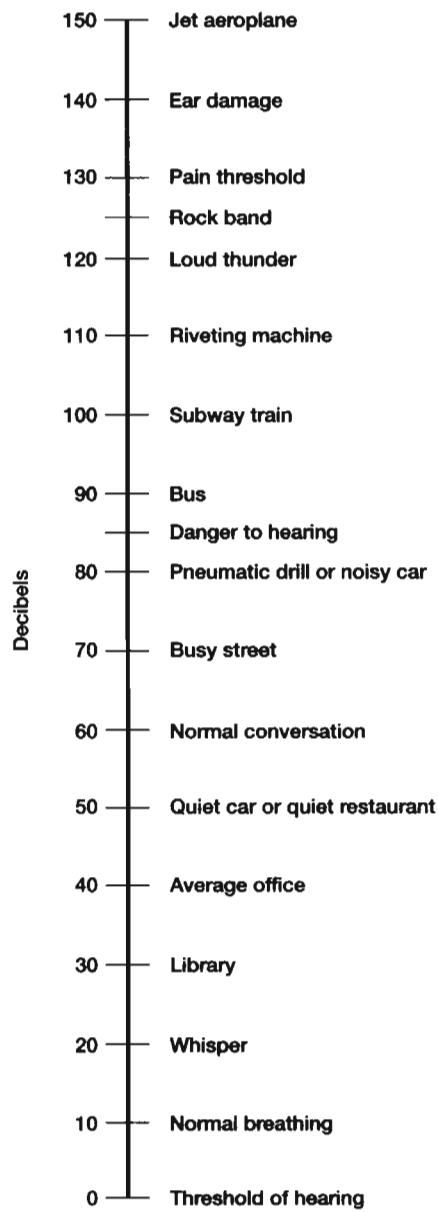 150 Jet aeroplane
140 Ear damage
130 Pain threshold
Rock band
120 Loud thunder
110 Riveting machine
100 Subway train
90 Bus
Danger to hearing
80 Pneumatic drill or noisy car
Decibels
70 Busy street
60 Normal conversation
50 Quiet car or quiet restaurant
40 Average office
30 Library
20 Whisper
10 Normal breathing
0 Threshold of hearing